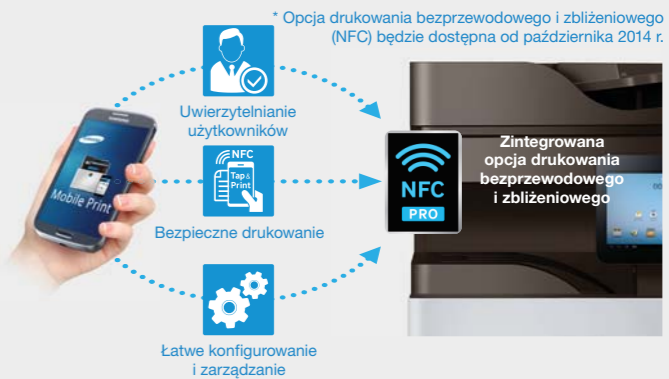 * Opcja drukowania bezprzewodowego i zbliżeniowego
(NFC) będzie dostępna od października 2014 r.
Uwierzytelnianie
użytkowników
SAMSUNG
Mobile Print
NFC
Tap &
Print
Bezpieczne drukowanie
NFC
PRO
Zintegrowana
opcja drukowania
bezprzewodowego
i zbliżeniowego
Łatwe konfigurowanie
i zarządzanie